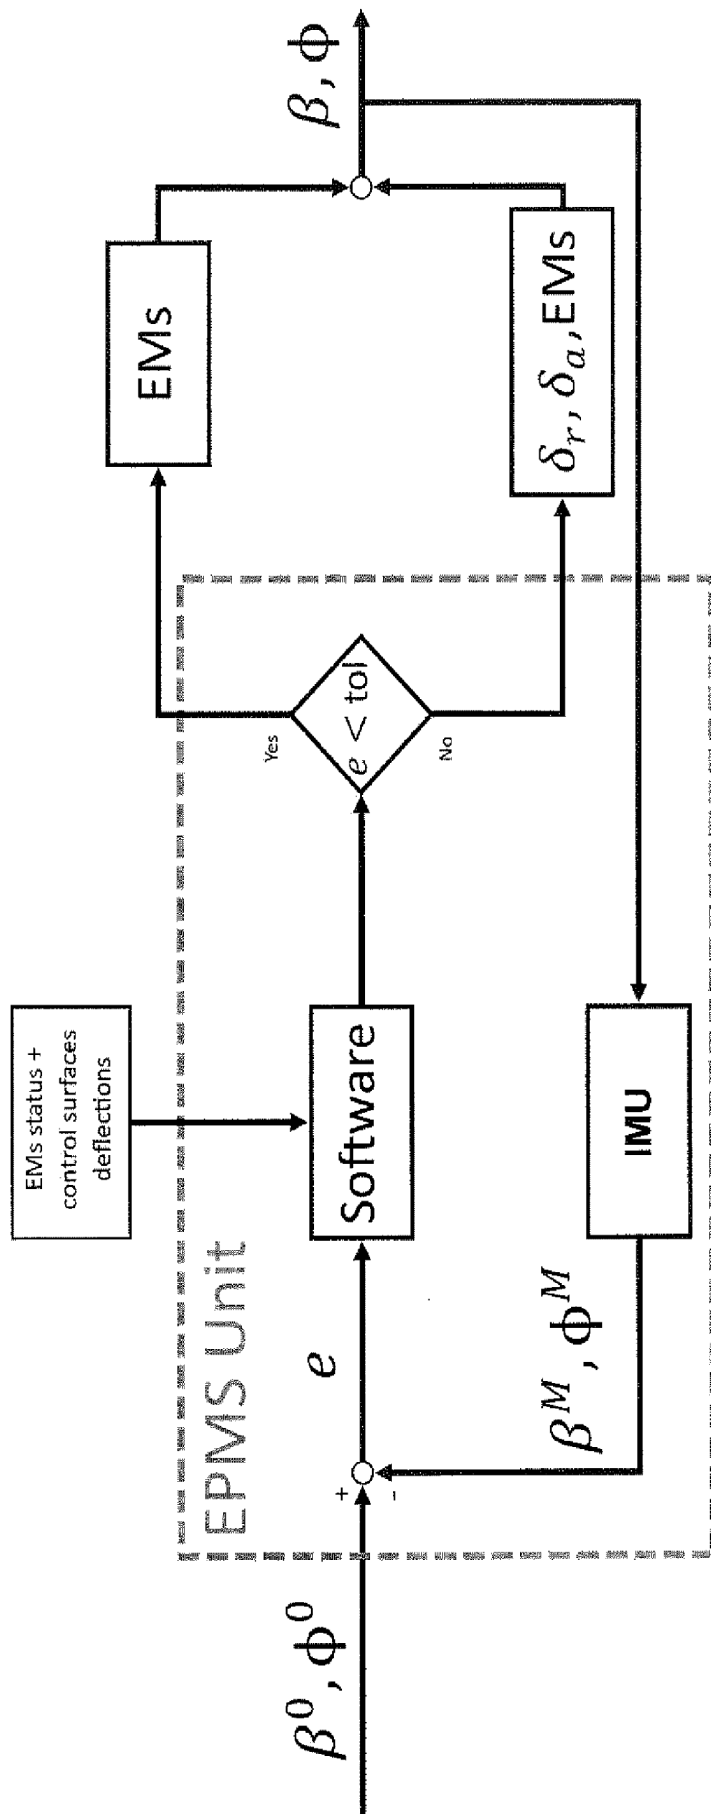 β⁰, ϕ⁰
EPMS Unit
+
-
e
EMs status +
control surfaces
deflections
Software
βᴹ, ϕᴹ
IMU
e < tol
Yes
No
EMs
δᵣ, δₐ, EMs
β, ϕ